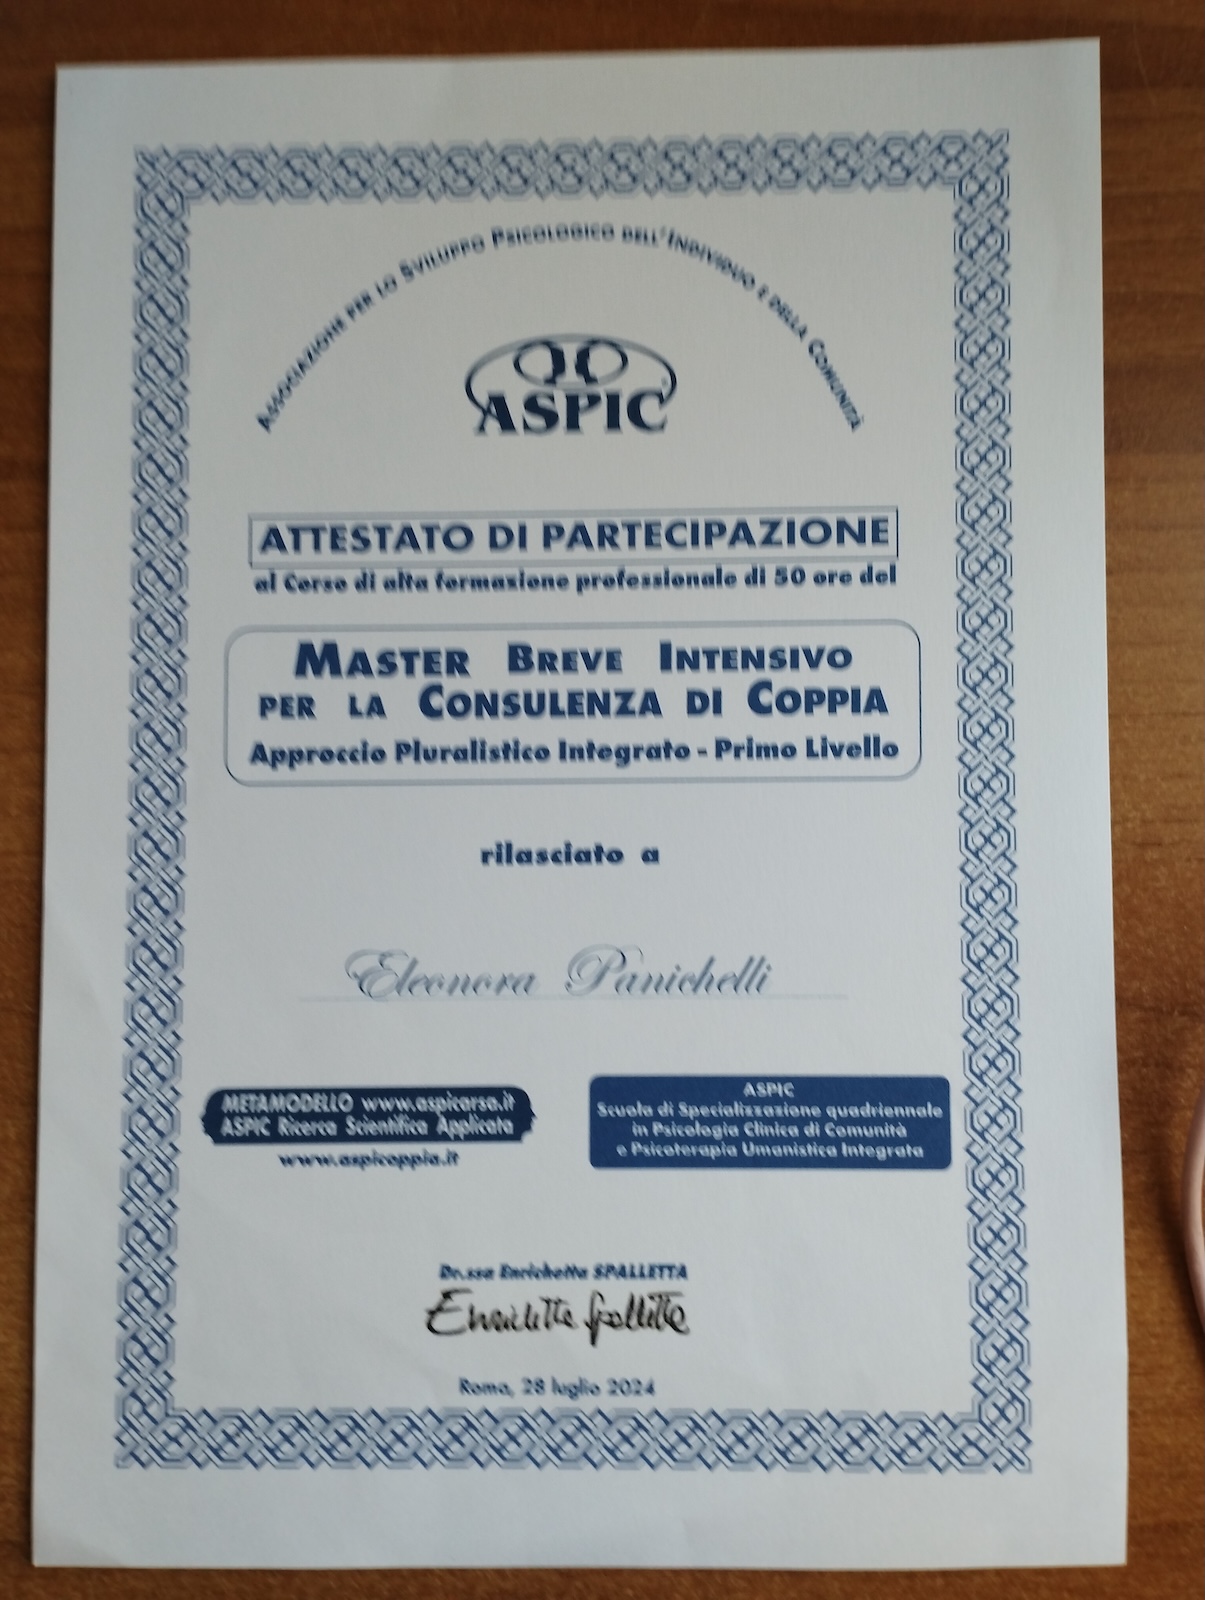 Associazione per lo Sviluppo Psicologico dell'Individuo e della Comunità
ASPIC
ATTESTATO DI PARTECIPAZIONE
al Corso di alta formazione professionale di 50 ore del
Master Breve Intensivo
per la Consulenza di Coppia
Approccio Pluralistico Integrato - Primo Livello
rilasciato a
Eleonora Panichelli
METAMODELLO www.aspicarsa.it
ASPIC Ricerca Scientifica Applicata
www.aspicoppia.it
ASPIC
Scuola di Specializzazione quadriennale
in Psicologia Clinica di Comunità
e Psicoterapia Umanistica Integrata
Dr.ssa Enrichetta SPALLETTA
Enrichetta Spalletta
Roma, 28 luglio 2024